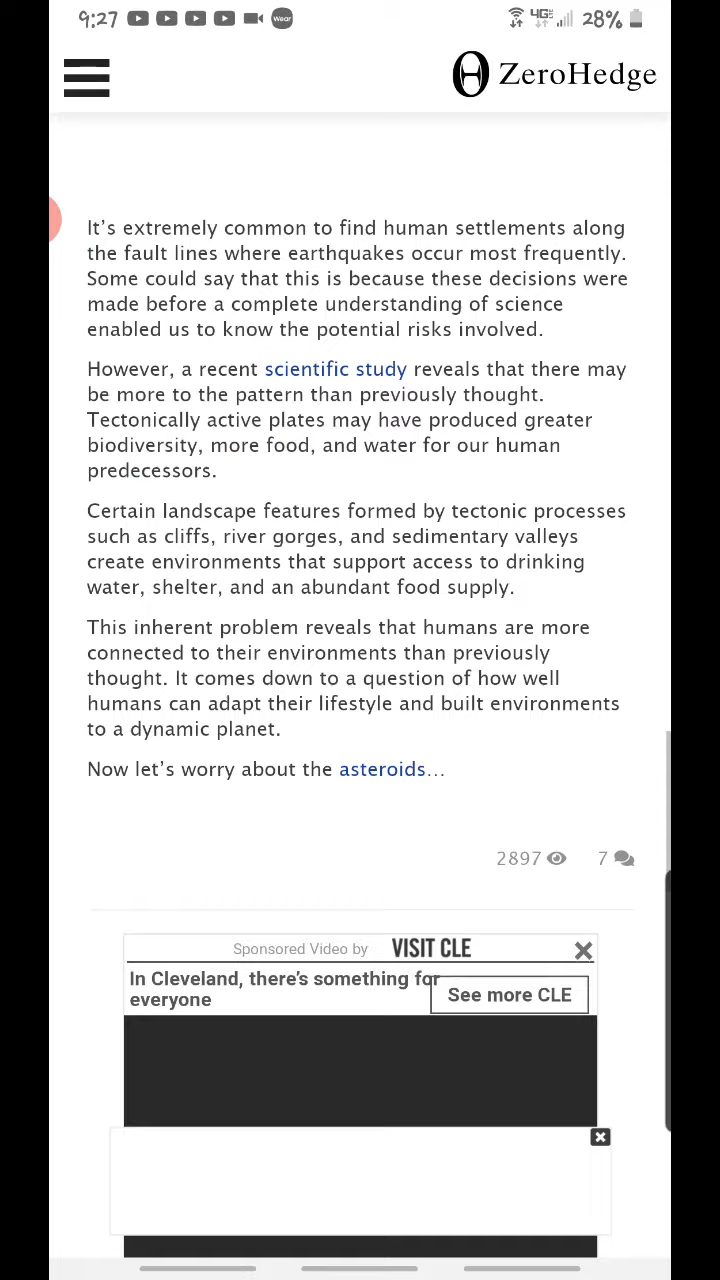 9:27 Wear 4GE 28%
ZeroHedge
It's extremely common to find human settlements along
the fault lines where earthquakes occur most frequently.
Some could say that this is because these decisions were
made before a complete understanding of science
enabled us to know the potential risks involved.
However, a recent scientific study reveals that there may
be more to the pattern than previously thought.
Tectonically active plates may have produced greater
biodiversity, more food, and water for our human
predecessors.
Certain landscape features formed by tectonic processes
such as cliffs, river gorges, and sedimentary valleys
create environments that support access to drinking
water, shelter, and an abundant food supply.
This inherent problem reveals that humans are more
connected to their environments than previously
thought. It comes down to a question of how well
humans can adapt their lifestyle and built environments
to a dynamic planet.
Now let's worry about the asteroids...
2897 7
Sponsored Video by VISIT CLE
In Cleveland, there's something for
everyone
See more CLE